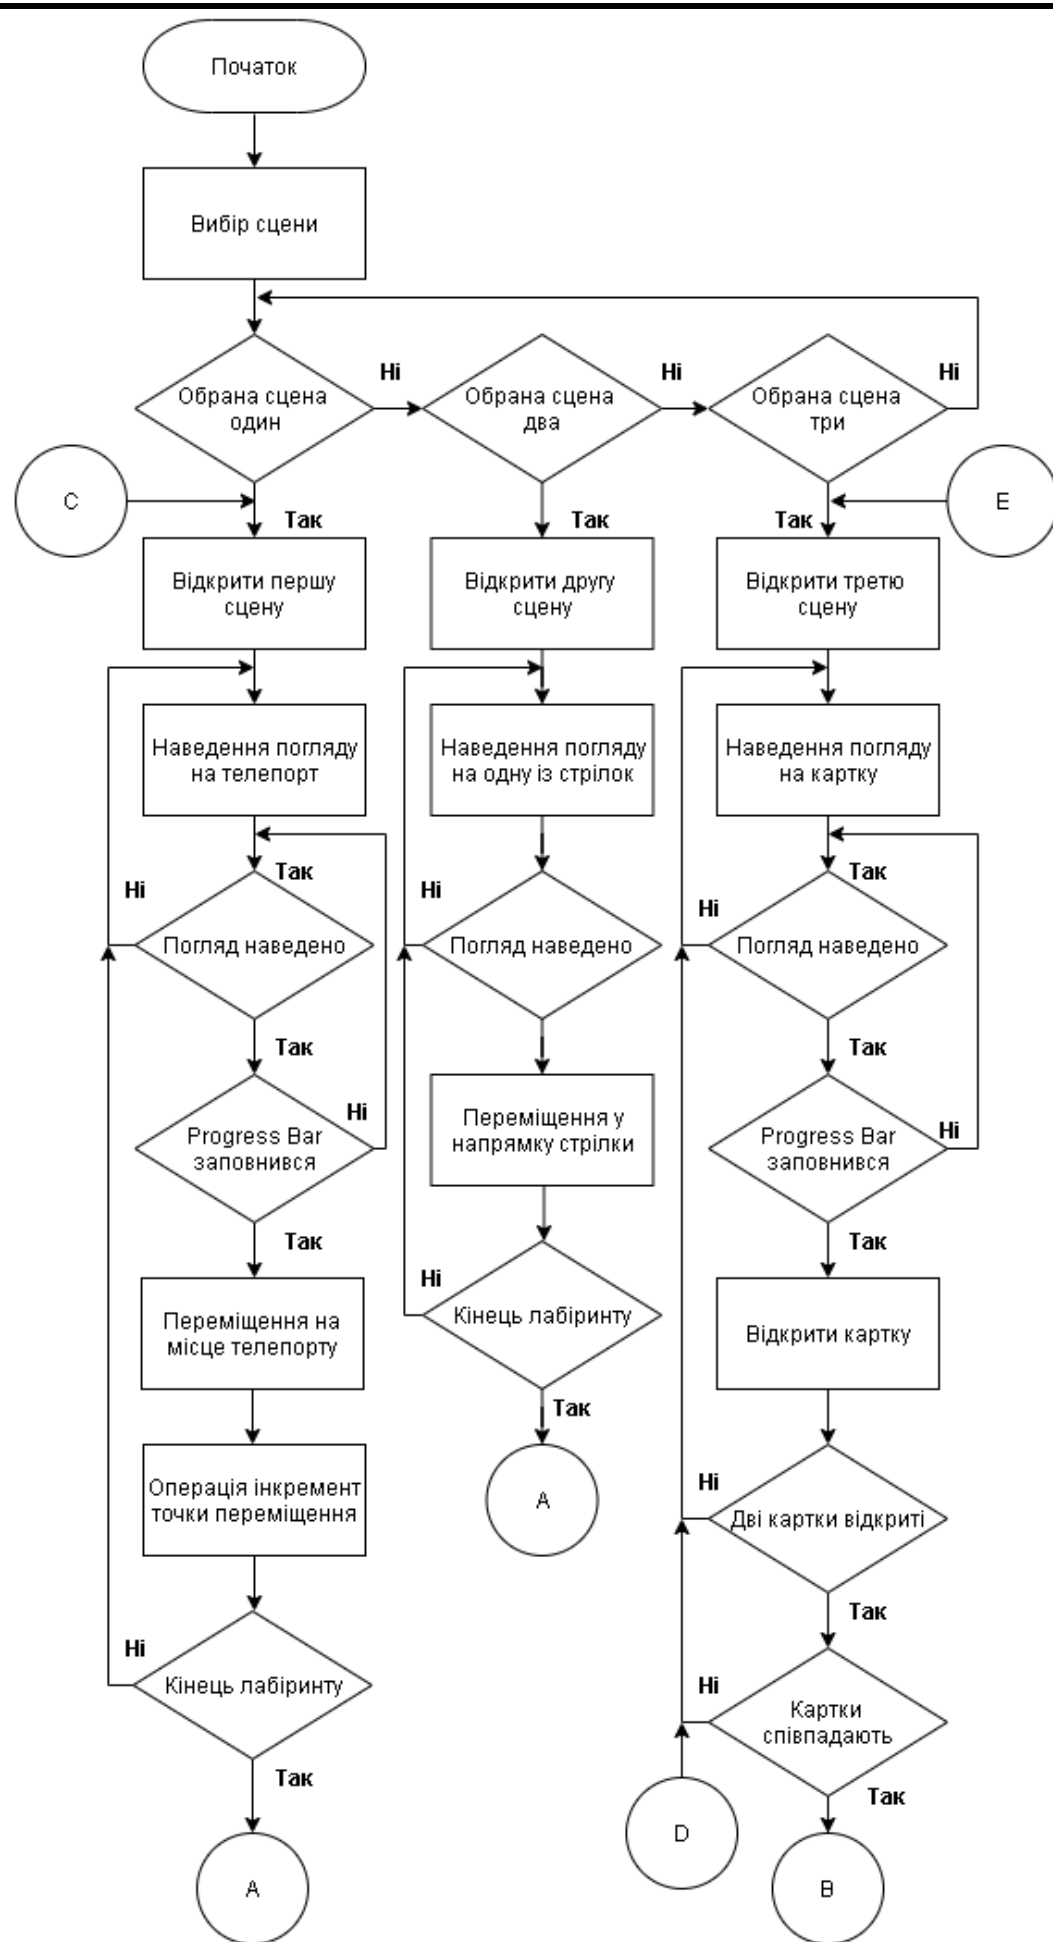 Початок
Вибір сцени
Ні
Ні
Ні
Обрана сцена
один
Обрана сцена
два
Обрана сцена
три
C
E
Так
Так
Так
Відкрити першу
сцену
Відкрити другу
сцену
Відкрити третю
сцену
Наведення погляду
на телепорт
Наведення погляду
на одну із стрілок
Наведення погляду
на картку
Так
Так
Ні
Ні
Ні
Погляд наведено
Погляд наведено
Погляд наведено
Так
Так
Ні
Ні
Progress Bar
заповнився
Переміщення у
напрямку стрілки
Progress Bar
заповнився
Так
Так
Ні
Переміщення на
місце телепорту
Кінець лабіринту
Відкрити картку
Так
Операція інкремент
точки переміщення
A
Ні
Дві картки відкриті
Так
Ні
Кінець лабіринту
Ні
Картки
співпадають
Так
Так
D
A
B